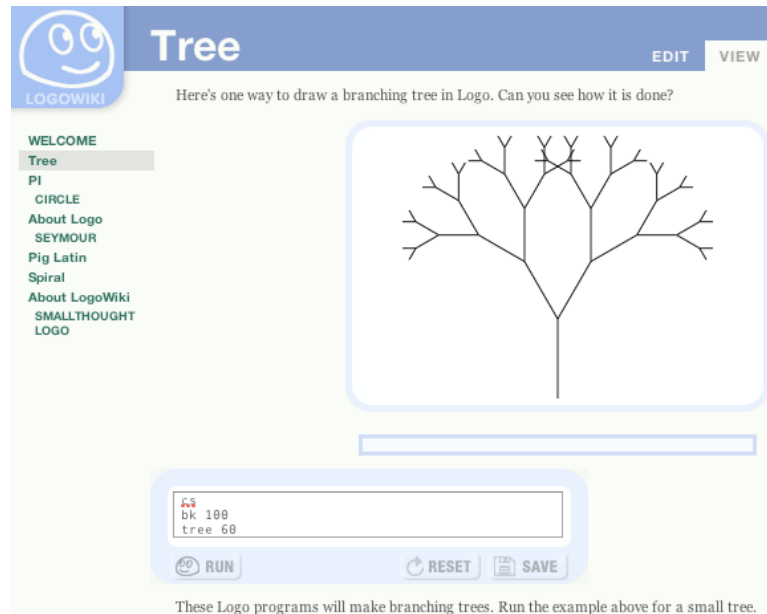 Tree
EDIT
VIEW
LOGOWIKI
Here's one way to draw a branching tree in Logo. Can you see how it is done?
WELCOME
Tree
PI
CIRCLE
About Logo
SEYMOUR
Pig Latin
Spiral
About LogoWiki
SMALLTHOUGHT
LOGO
cs
bk 100
tree 60
RUN
RESET
SAVE
These Logo programs will make branching trees. Run the example above for a small tree.